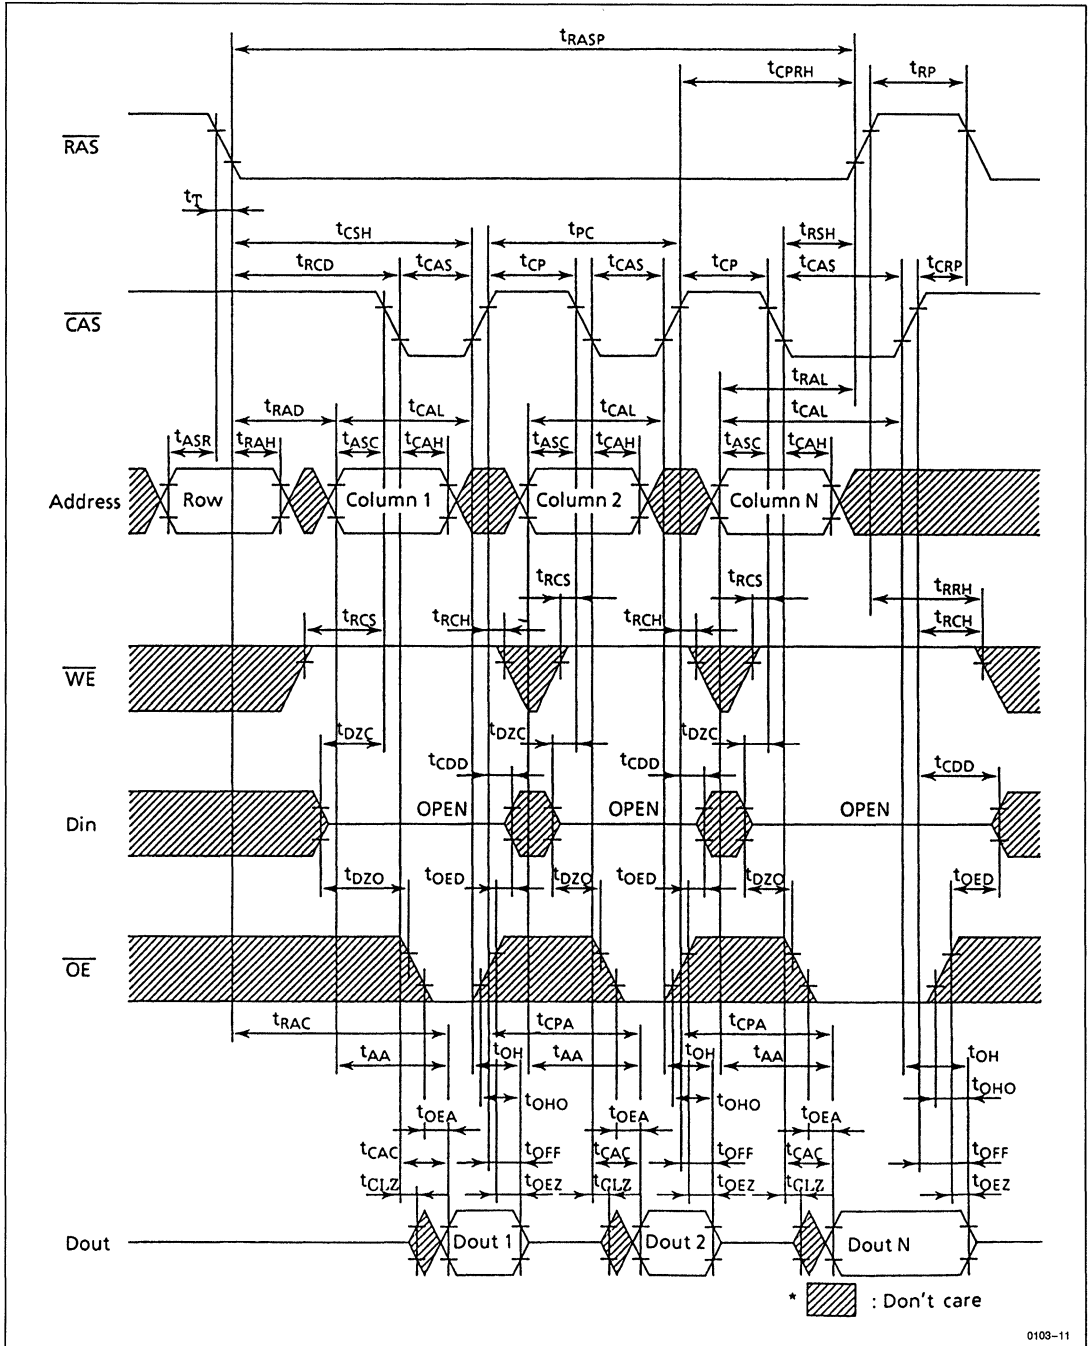 tRASP
tCPRH tRP
RAS
tT
tCSH tPC tRSH
tRCD tCAS tCP tCAS tCP tCAS tCRP
CAS
tRAL
tRAD tCAL tCAL tCAL
tASR tRAH tASC tCAH tASC tCAH tASC tCAH
Address Row Column 1 Column 2 Column N
tRCS tRCS tRRH
tRCS tRCH tRCH tRCH
WE
tDZC tDZC tDZC
tCDD tCDD tCDD
Din OPEN OPEN OPEN
tDZO tOED tDZO tOED tDZO tOED
OE
tRAC tCPA tCPA
tAA tOH tAA tOH tAA tOH
tOHO tOHO tOHO
tOEA tOEA tOEA
tCAC tOFF tCAC tOFF tCAC tOFF
tCLZ tOEZ tCLZ tOEZ tCLZ tOEZ
Dout Dout 1 Dout 2 Dout N
* : Don't care
0103-11